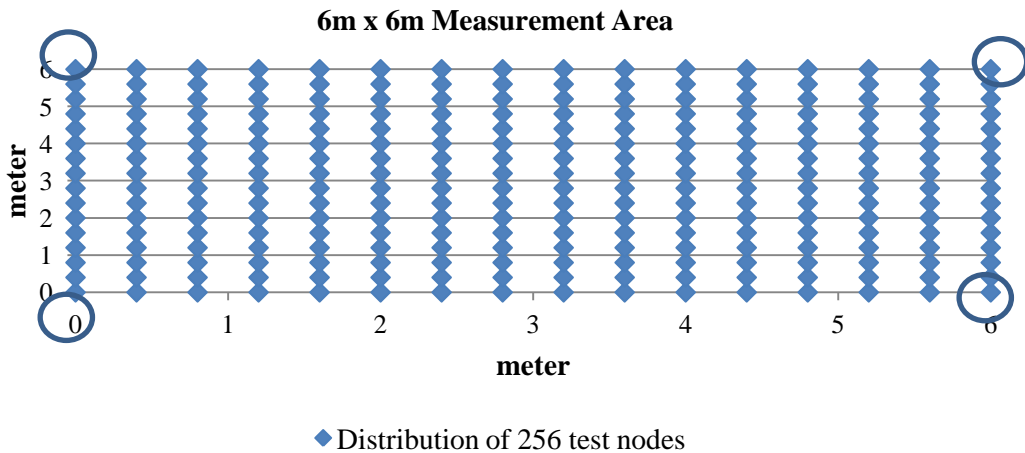 6m x 6m Measurement Area
6
5
4
3
2
1
0
meter
0 1 2 3 4 5 6
meter
Distribution of 256 test nodes